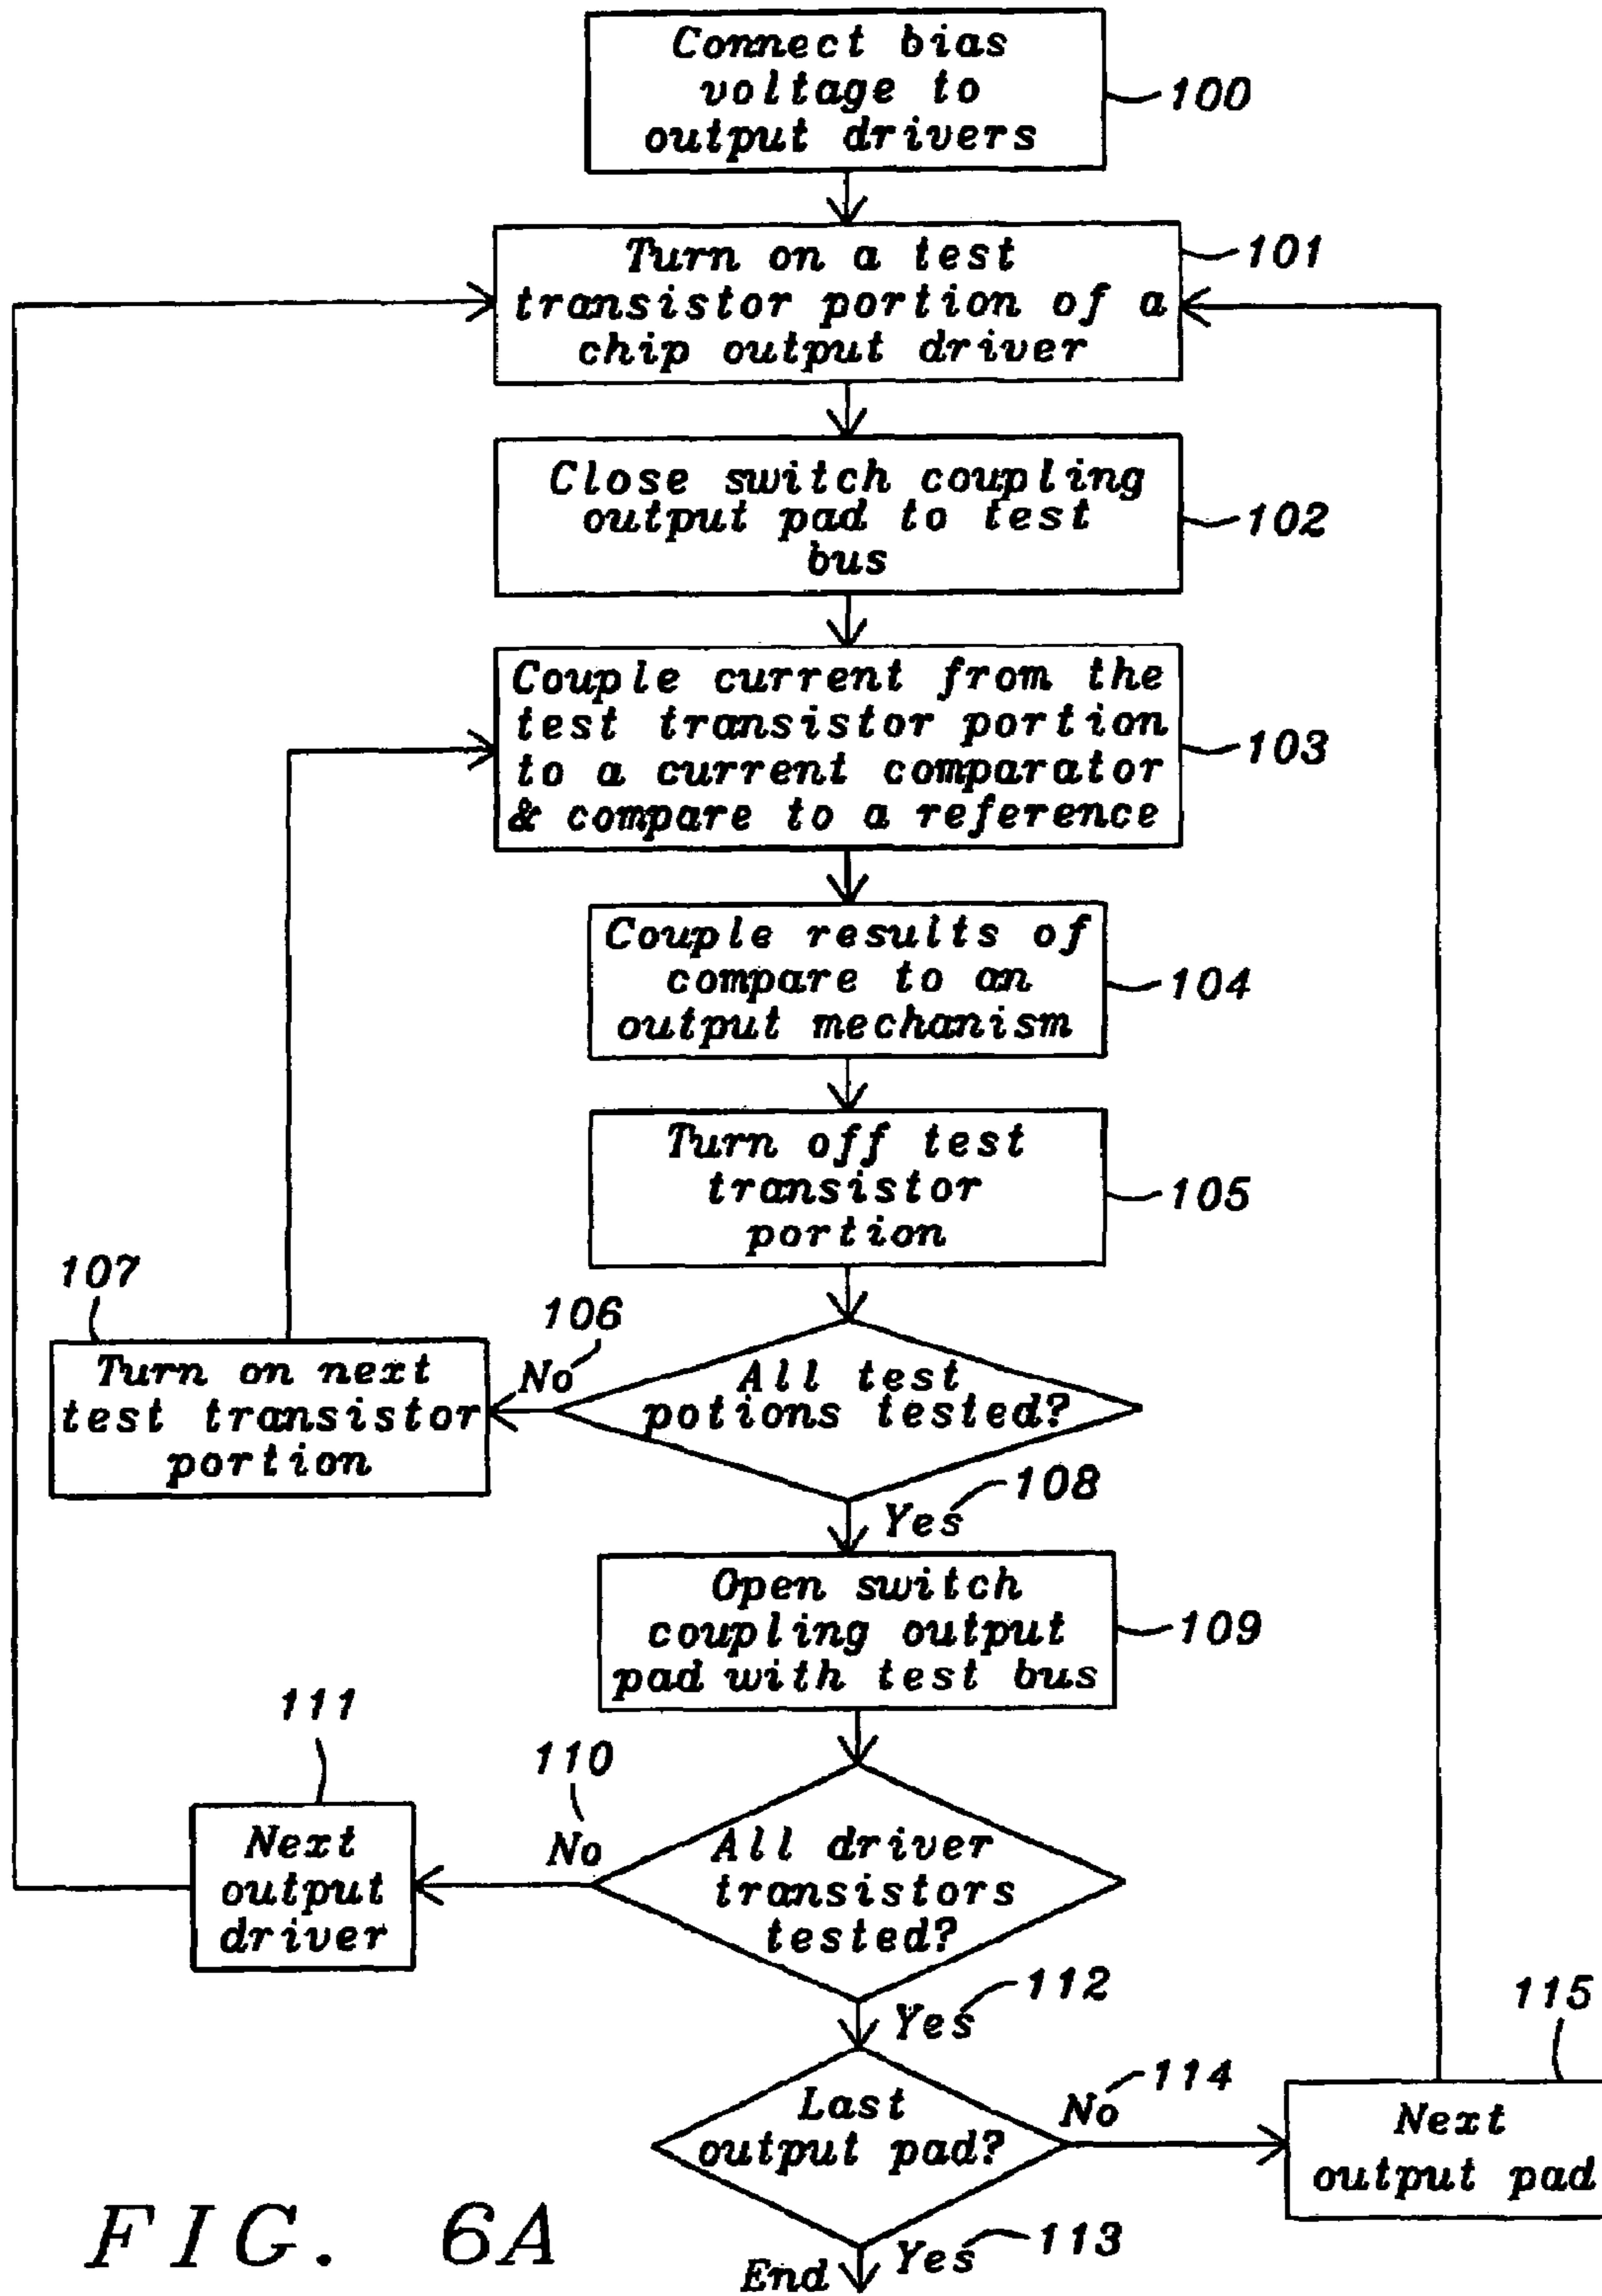 Connect bias
voltage to
output drivers
100
Turn on a test
transistor portion of a
chip output driver
101
Close switch coupling
output pad to test
bus
102
Couple current from the
test transistor portion
to a current comparator
& compare to a reference
103
Couple results of
compare to an
output mechanism
104
Turn off test
transistor
portion
105
107
106
Turn on next
test transistor
portion
No
All test
potions tested?
Yes
108
Open switch
coupling output
pad with test bus
109
111
110
Next
output
driver
No
All driver
transistors
tested?
Yes
112
115
Last
output pad?
No
114
Next
output pad
FIG. 6A
End
Yes
113